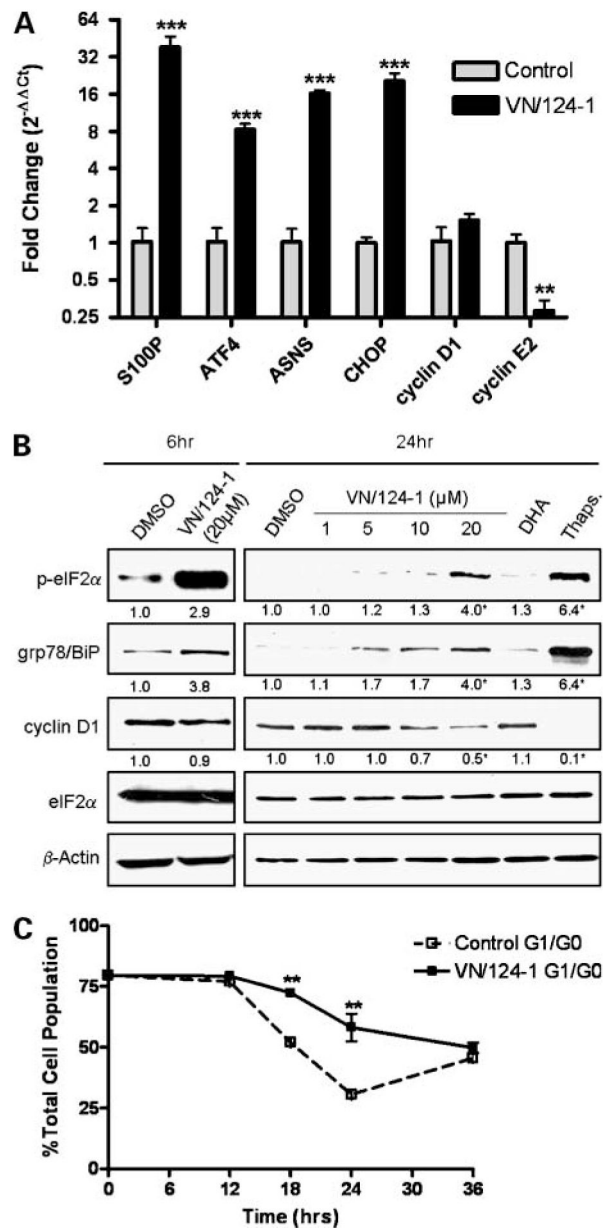 A
Fold Change (2-ΔΔCt)
64
32
16
8
4
2
1
0.5
0.25
***
***
***
***
**
Control
VN/124-1
S100P
ATF4
ASNS
CHOP
cyclin D1
cyclin E2
B
6hr
24hr
DMSO
VN/124-1
(20µM)
DMSO
VN/124-1 (µM)
1 5 10 20
DHA
Thaps.
p-eIF2α
1.0 2.9 1.0 1.0 1.2 1.3 4.0* 1.3 6.4*
grp78/BiP
1.0 3.8 1.0 1.1 1.7 1.7 4.0* 1.3 6.4*
cyclin D1
1.0 0.9 1.0 1.0 1.0 0.7 0.5* 1.1 0.1*
eIF2α
β-Actin
C
%Total Cell Population
100
75
50
25
0
Control G1/G0
VN/124-1 G1/G0
**
**
0 6 12 18 24 30 36
Time (hrs)